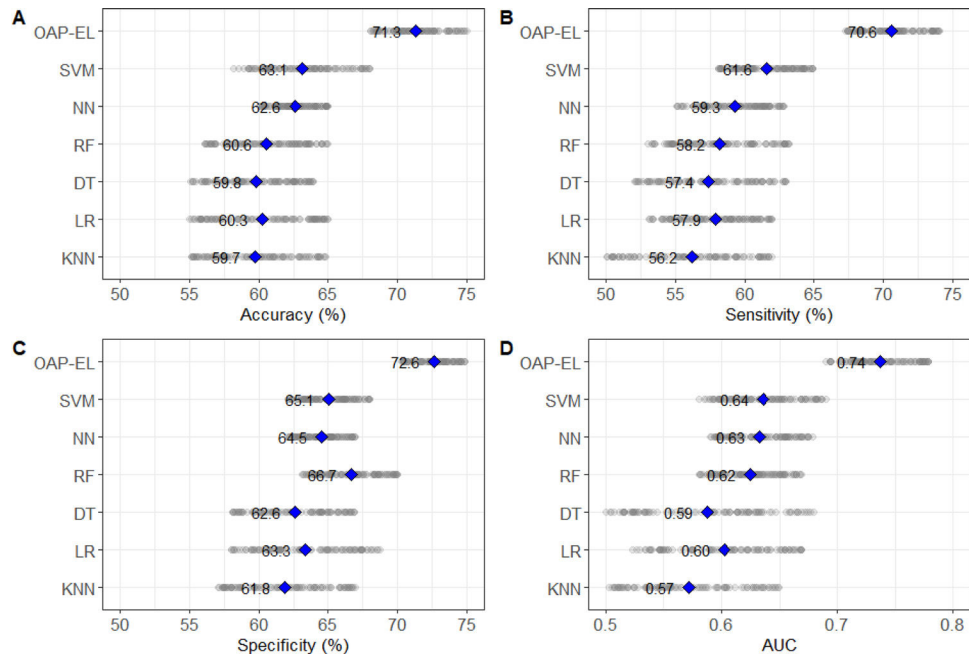 A
OAP-EL 71.3
SVM 63.1
NN 62.6
RF 60.6
DT 59.8
LR 60.3
KNN 59.7
50 55 60 65 70 75
Accuracy (%)
B
OAP-EL 70.6
SVM 61.6
NN 59.3
RF 58.2
DT 57.4
LR 57.9
KNN 56.2
50 55 60 65 70 75
Sensitivity (%)
C
OAP-EL 72.6
SVM 65.1
NN 64.5
RF 66.7
DT 62.6
LR 63.3
KNN 61.8
50 55 60 65 70 75
Specificity (%)
D
OAP-EL 0.74
SVM 0.64
NN 0.63
RF 0.62
DT 0.59
LR 0.60
KNN 0.57
0.5 0.6 0.7 0.8
AUC